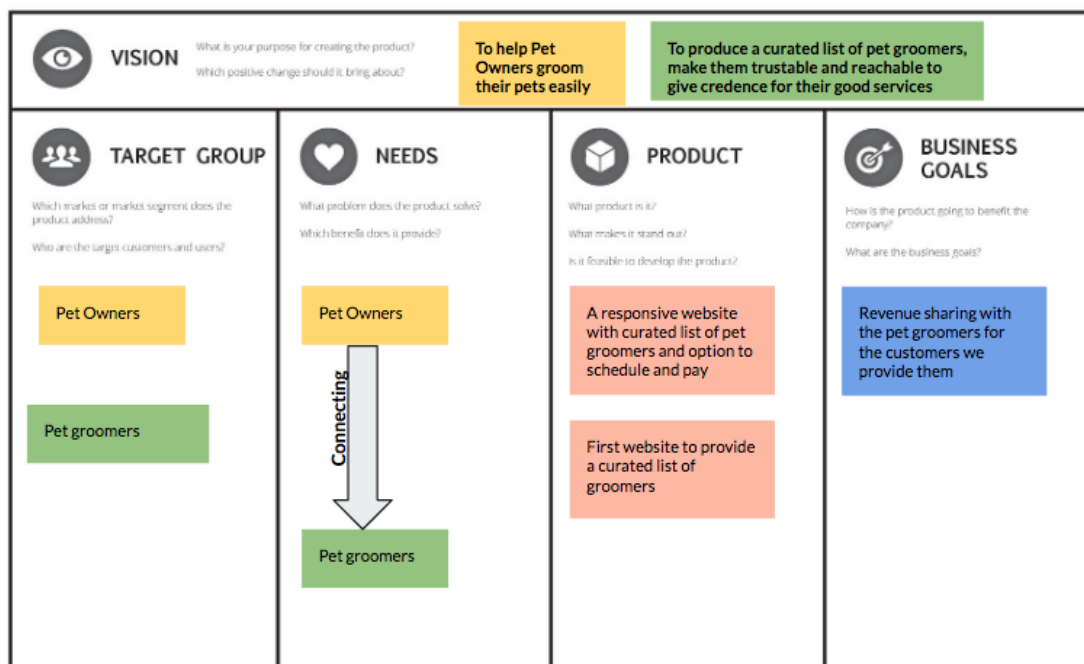 VISION
What is your purpose for creating the product?
Which positive change should it bring about?
To help Pet
Owners groom
their pets easily
To produce a curated list of pet groomers,
make them trustable and reachable to
give credence for their good services
TARGET GROUP
Which market or market segment does the
product address?
Who are the target customers and users?
Pet Owners
Pet groomers
NEEDS
What problem does the product solve?
Which benefit does it provide?
Pet Owners
Connecting
Pet groomers
PRODUCT
What product is it?
What makes it stand out?
Is it feasible to develop the product?
A responsive website
with curated list of pet
groomers and option to
schedule and pay
First website to provide
a curated list of
groomers
BUSINESS
GOALS
How is the product going to benefit the
company?
What are the business goals?
Revenue sharing with
the pet groomers for
the customers we
provide them